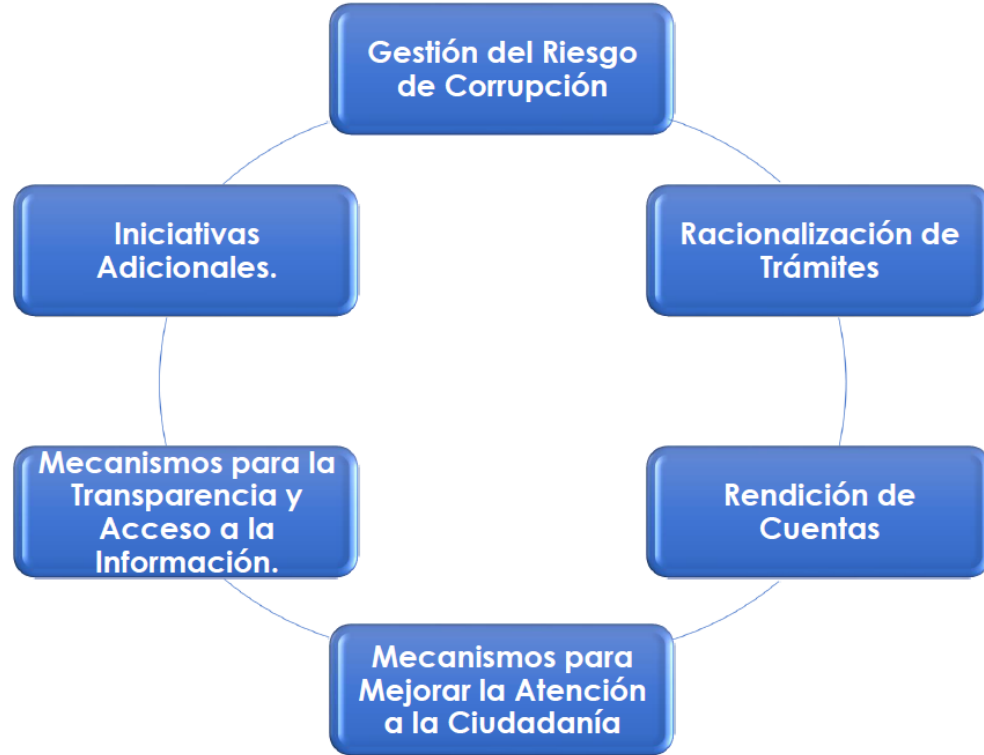 Gestión del Riesgo
de Corrupción
Racionalización de
Trámites
Rendición de
Cuentas
Mecanismos para
Mejorar la Atención
a la Ciudadanía
Mecanismos para la
Transparencia y
Acceso a la
Información.
Iniciativas
Adicionales.